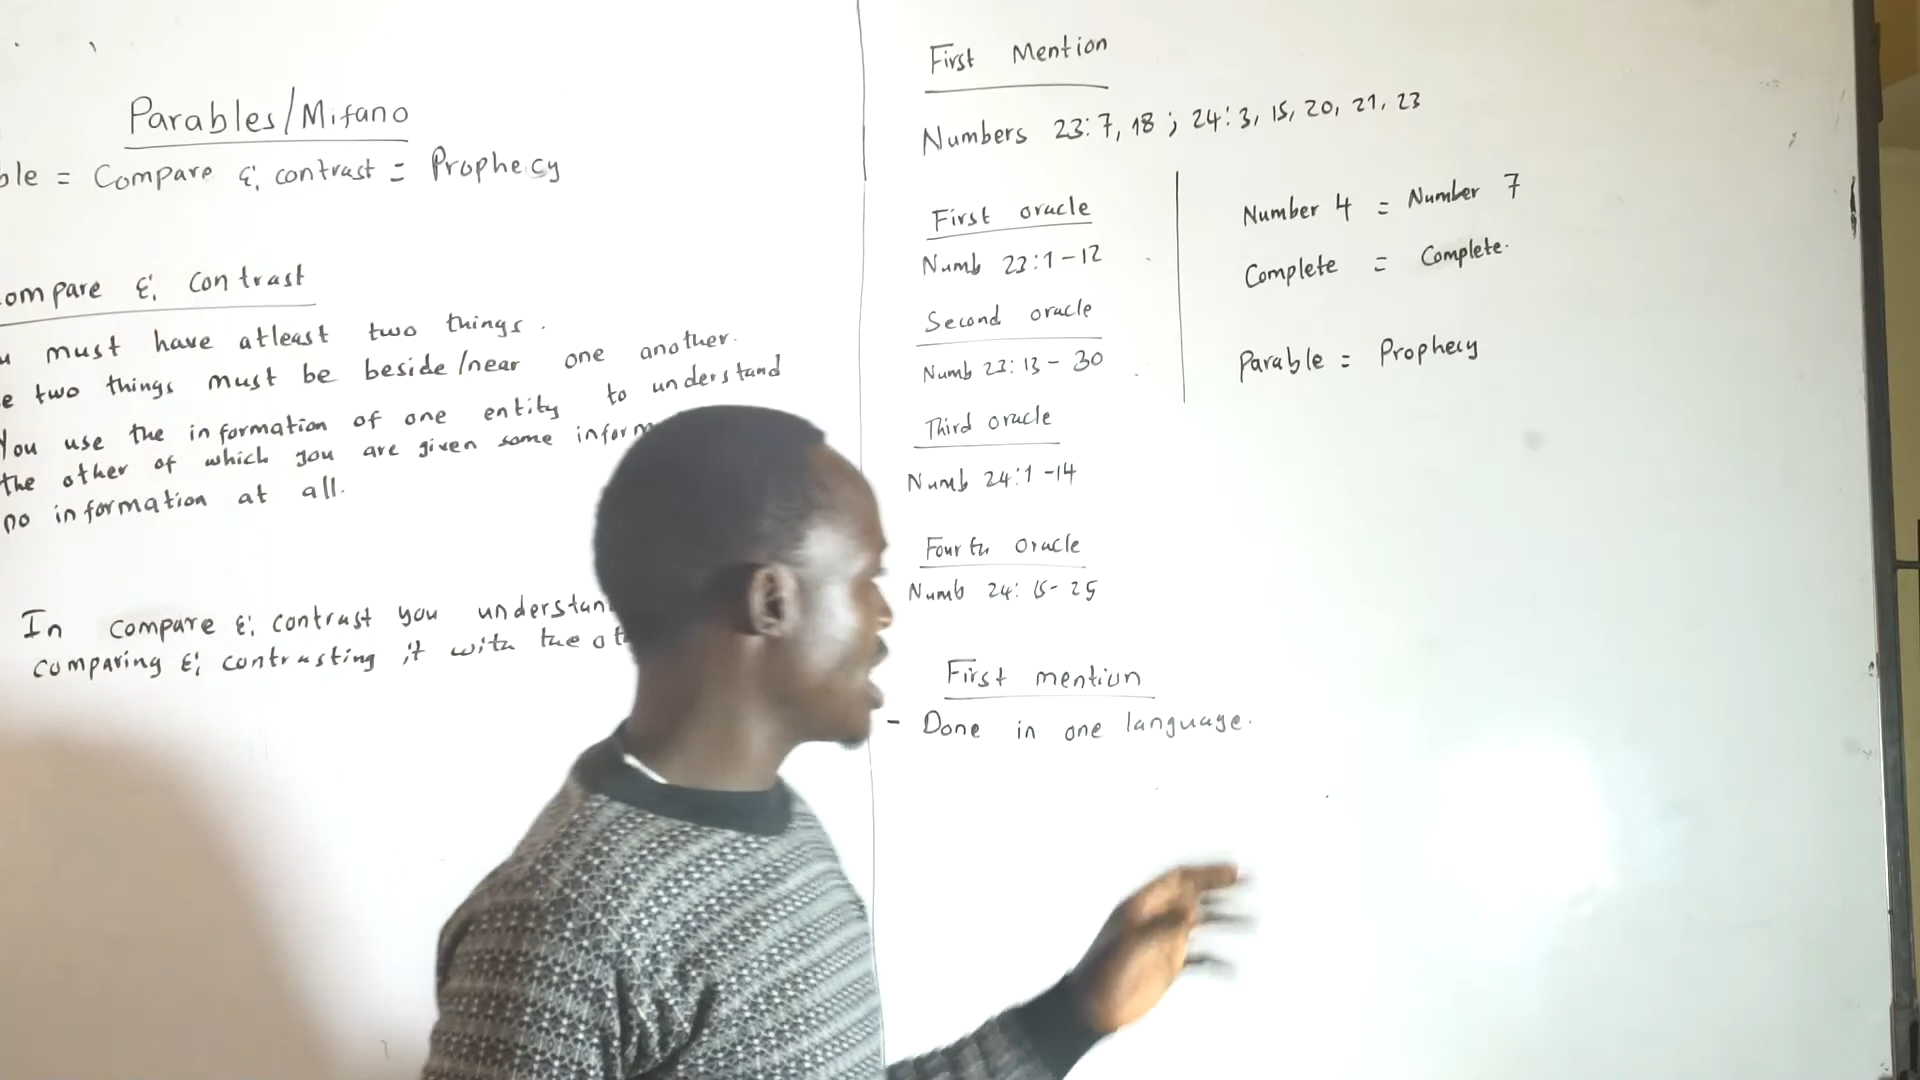 Parables/Mifano
ble = Compare & contrast = Prophecy
ompare & contrast
u must have atleast two things.
e two things must be beside/near one another.
You use the information of one entity to understand
the other of which you are given some inform
no information at all.
In compare & contrast you understan
comparing & contrasting it with the ot
First Mention
Numbers 23:7, 18 ; 24:3, 15, 20, 21, 23
First oracle
Numb 23:1-12
Second oracle
Numb 23:13-30
Third oracle
Numb 24:1-14
Fourth oracle
Numb 24:15-25
Number 4 = Number 7
Complete = Complete.
Parable = Prophecy
First mention
- Done in one language.